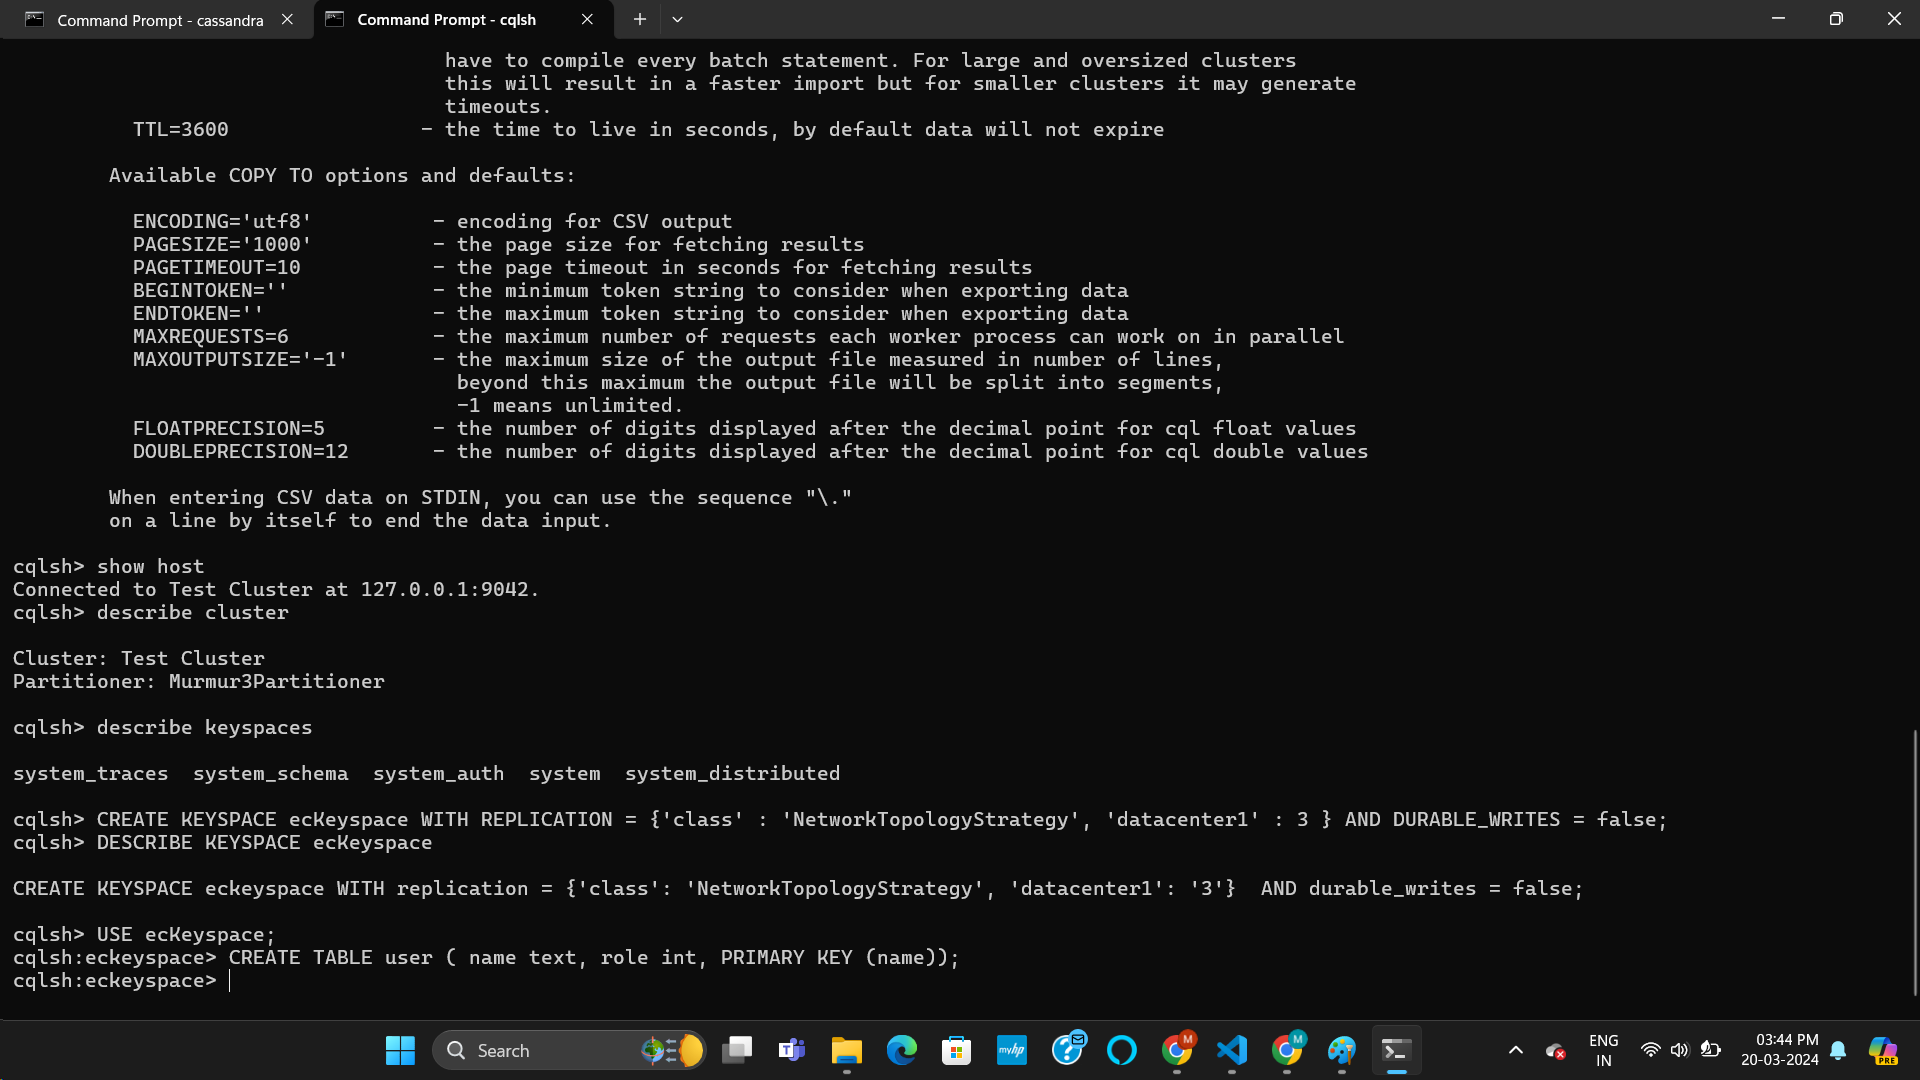 Command Prompt - cassandra
Command Prompt - cqlsh
have to compile every batch statement. For large and oversized clusters
this will result in a faster import but for smaller clusters it may generate
timeouts.
TTL=3600 - the time to live in seconds, by default data will not expire
Available COPY TO options and defaults:
ENCODING='utf8' - encoding for CSV output
PAGESIZE='1000' - the page size for fetching results
PAGETIMEOUT=10 - the page timeout in seconds for fetching results
BEGINTOKEN='' - the minimum token string to consider when exporting data
ENDTOKEN='' - the maximum token string to consider when exporting data
MAXREQUESTS=6 - the maximum number of requests each worker process can work on in parallel
MAXOUTPUTSIZE='-1' - the maximum size of the output file measured in number of lines,
beyond this maximum the output file will be split into segments,
-1 means unlimited.
FLOATPRECISION=5 - the number of digits displayed after the decimal point for cql float values
DOUBLEPRECISION=12 - the number of digits displayed after the decimal point for cql double values
When entering CSV data on STDIN, you can use the sequence "\."
on a line by itself to end the data input.
cqlsh> show host
Connected to Test Cluster at 127.0.0.1:9042.
cqlsh> describe cluster
Cluster: Test Cluster
Partitioner: Murmur3Partitioner
cqlsh> describe keyspaces
system_traces system_schema system_auth system system_distributed
cqlsh> CREATE KEYSPACE ecKeyspace WITH REPLICATION = {'class' : 'NetworkTopologyStrategy', 'datacenter1' : 3 } AND DURABLE_WRITES = false;
cqlsh> DESCRIBE KEYSPACE ecKeyspace
CREATE KEYSPACE eckeyspace WITH replication = {'class': 'NetworkTopologyStrategy', 'datacenter1': '3'} AND durable_writes = false;
cqlsh> USE ecKeyspace;
cqlsh:eckeyspace> CREATE TABLE user ( name text, role int, PRIMARY KEY (name));
cqlsh:eckeyspace>
Search
myhp
M
M
ENG
IN
03:44 PM
20-03-2024
PRE